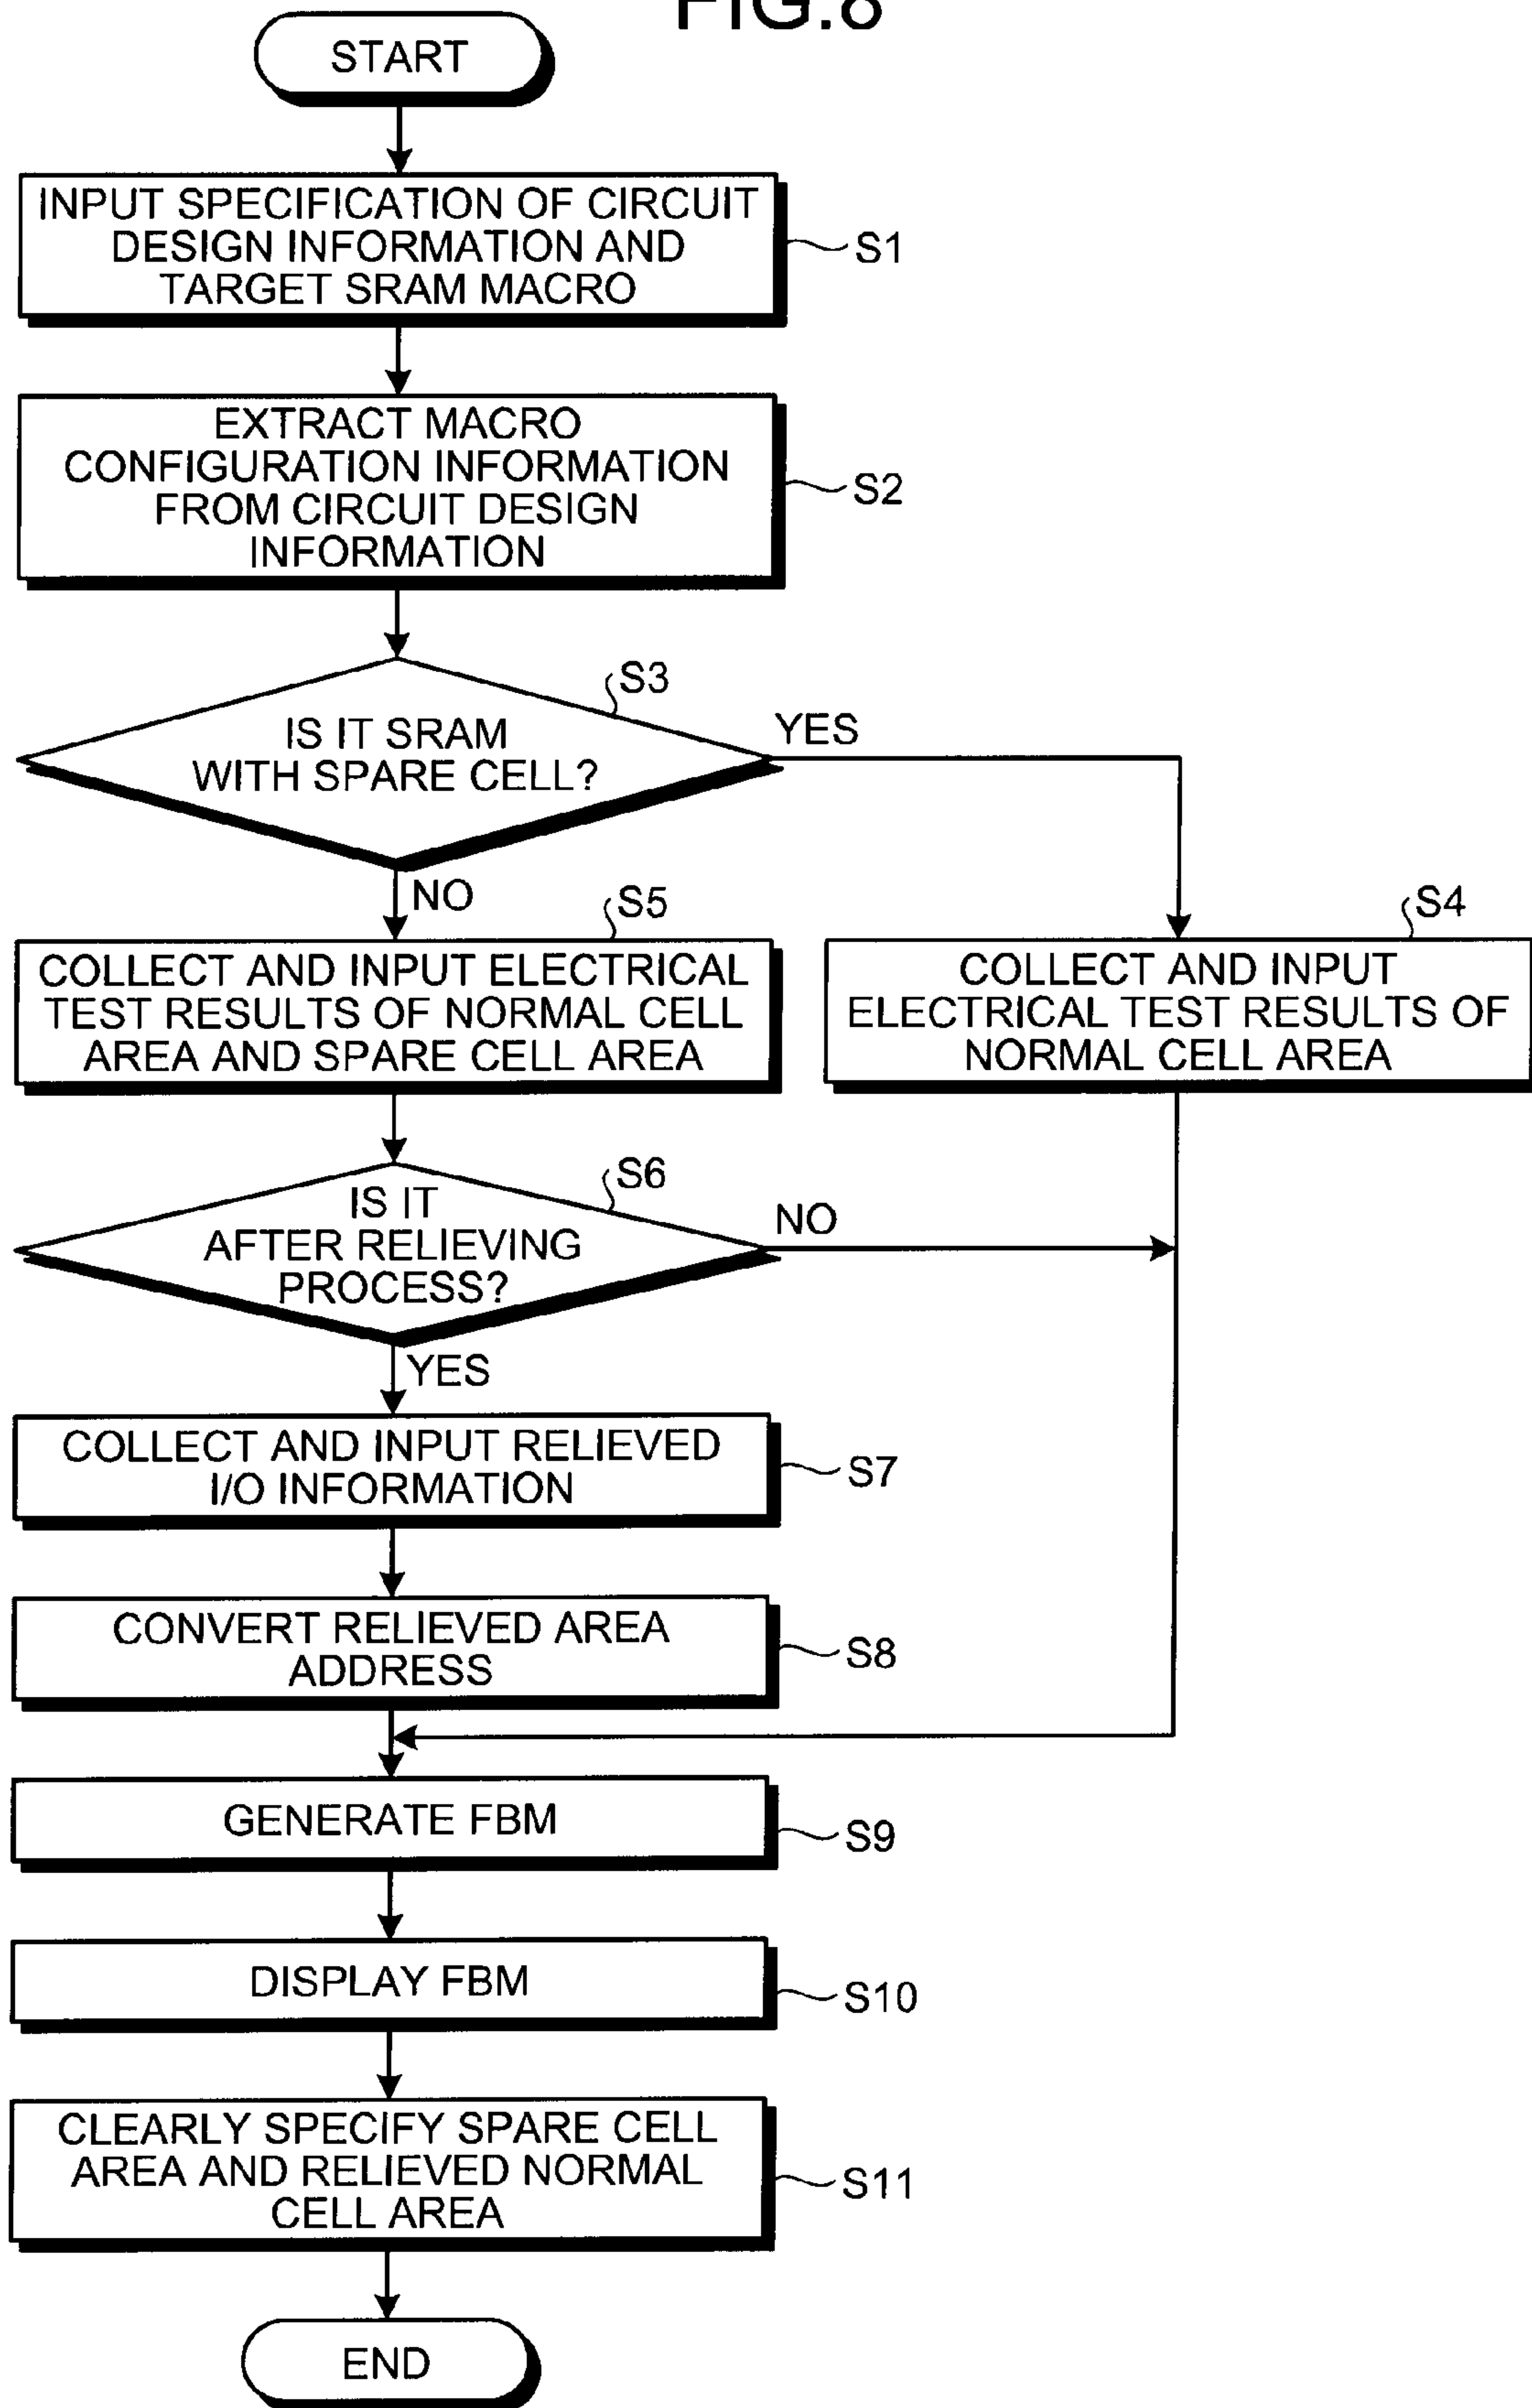 FIG.8
START
INPUT SPECIFICATION OF CIRCUIT
DESIGN INFORMATION AND
TARGET SRAM MACRO
S1
EXTRACT MACRO
CONFIGURATION INFORMATION
FROM CIRCUIT DESIGN
INFORMATION
S2
S3
IS IT SRAM
WITH SPARE CELL?
YES
NO
S5
COLLECT AND INPUT ELECTRICAL
TEST RESULTS OF NORMAL CELL
AREA AND SPARE CELL AREA
S4
COLLECT AND INPUT
ELECTRICAL TEST RESULTS OF
NORMAL CELL AREA
S6
IS IT
AFTER RELIEVING
PROCESS?
NO
YES
COLLECT AND INPUT RELIEVED
I/O INFORMATION
S7
CONVERT RELIEVED AREA
ADDRESS
S8
GENERATE FBM
S9
DISPLAY FBM
S10
CLEARLY SPECIFY SPARE CELL
AREA AND RELIEVED NORMAL
CELL AREA
S11
END